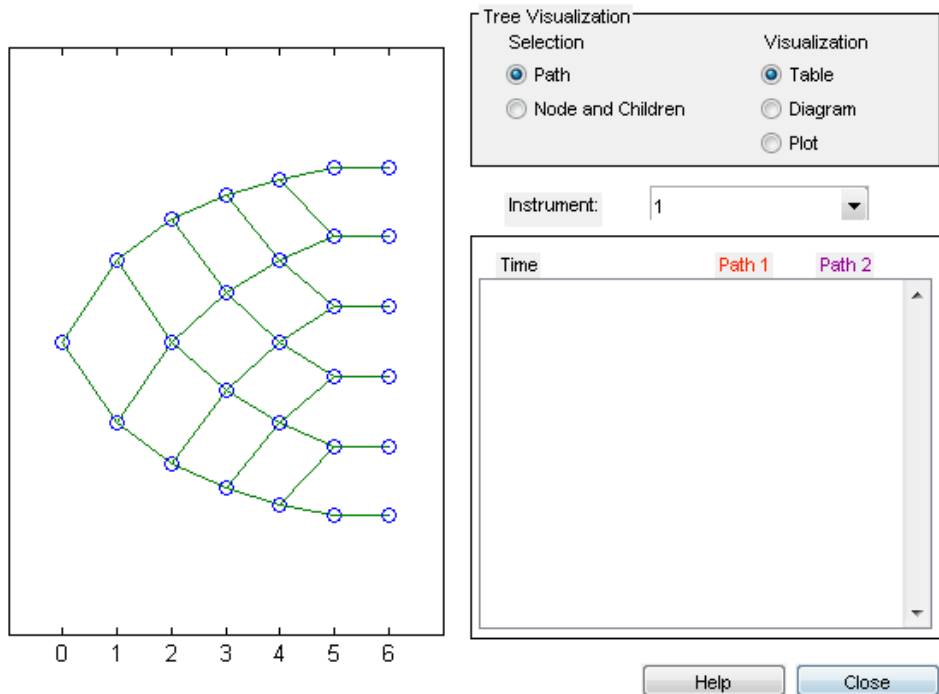 Tree Visualization
Selection
Visualization
Path
Table
Node and Children
Diagram
Plot
Instrument:
1
Time
Path 1
Path 2
0 1 2 3 4 5 6
Help
Close